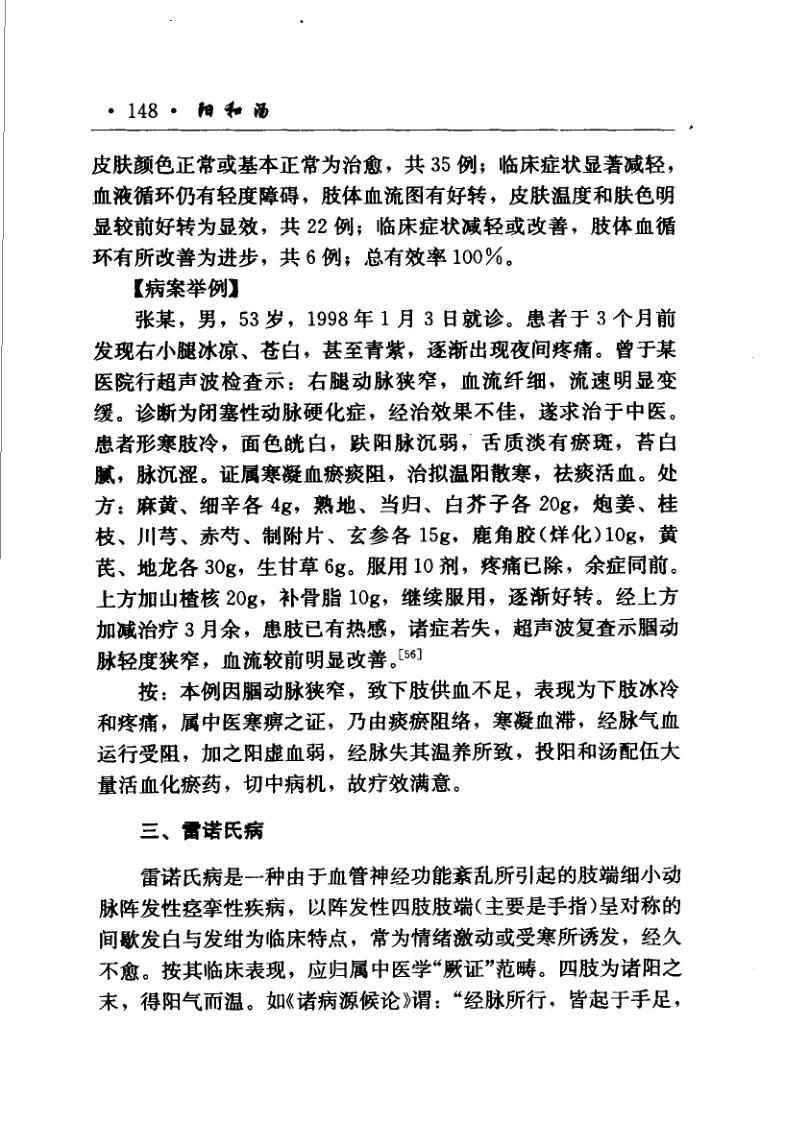 · 148 · 阳和汤
皮肤颜色正常或基本正常为治愈，共 35 例；临床症状显著减轻，
血液循环仍有轻度障碍，肢体血流图有好转，皮肤温度和肤色明
显较前好转为显效，共 22 例；临床症状减轻或改善，肢体血循
环有所改善为进步，共 6 例；总有效率 100%。
【病案举例】
张某，男，53 岁，1998 年 1 月 3 日就诊。患者于 3 个月前
发现右小腿冰凉、苍白，甚至青紫，逐渐出现夜间疼痛。曾于某
医院行超声波检查示：右腿动脉狭窄，血流纤细，流速明显变
缓。诊断为闭塞性动脉硬化症，经治效果不佳，遂求治于中医。
患者形寒肢冷，面色㿠白，趺阳脉沉弱，舌质淡有瘀斑，苔白
腻，脉沉涩。证属寒凝血瘀痰阻，治拟温阳散寒，祛痰活血。处
方：麻黄、细辛各 4g，熟地、当归、白芥子各 20g，炮姜、桂
枝、川芎、赤芍、制附片、玄参各 15g，鹿角胶(烊化)10g，黄
芪、地龙各 30g，生甘草 6g。服用 10 剂，疼痛已除，余症同前。
上方加山楂核 20g，补骨脂 10g，继续服用，逐渐好转。经上方
加减治疗 3 月余，患肢已有热感，诸症若失，超声波复查示腘动
脉轻度狭窄，血流较前明显改善。[56]
按：本例因腘动脉狭窄，致下肢供血不足，表现为下肢冰冷
和疼痛，属中医寒痹之证，乃由痰瘀阻络，寒凝血滞，经脉气血
运行受阻，加之阳虚血弱，经脉失其温养所致，投阳和汤配伍大
量活血化瘀药，切中病机，故疗效满意。
三、雷诺氏病
雷诺氏病是一种由于血管神经功能紊乱所引起的肢端细小动
脉阵发性痉挛性疾病，以阵发性四肢肢端(主要是手指)呈对称的
间歇发白与发绀为临床特点，常为情绪激动或受寒所诱发，经久
不愈。按其临床表现，应归属中医学“厥证”范畴。四肢为诸阳之
末，得阳气而温。如《诸病源候论》谓：“经脉所行，皆起于手足，